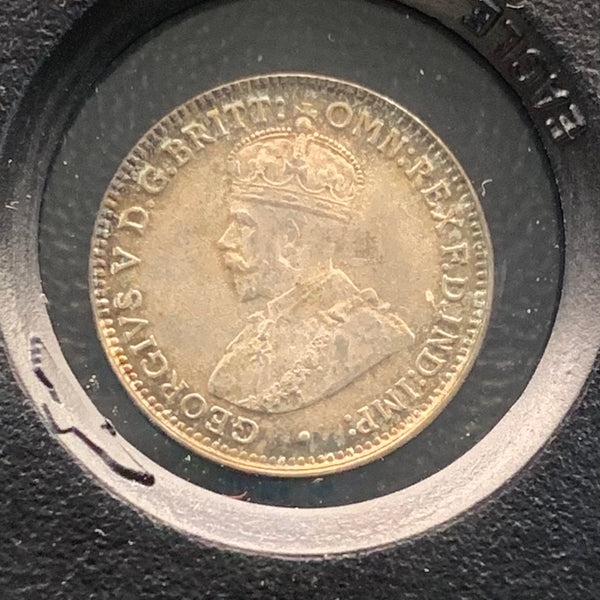 GEORGIVS V D.G.BRITT: OMN:REX F.D.IND:IMP:
EAGLE